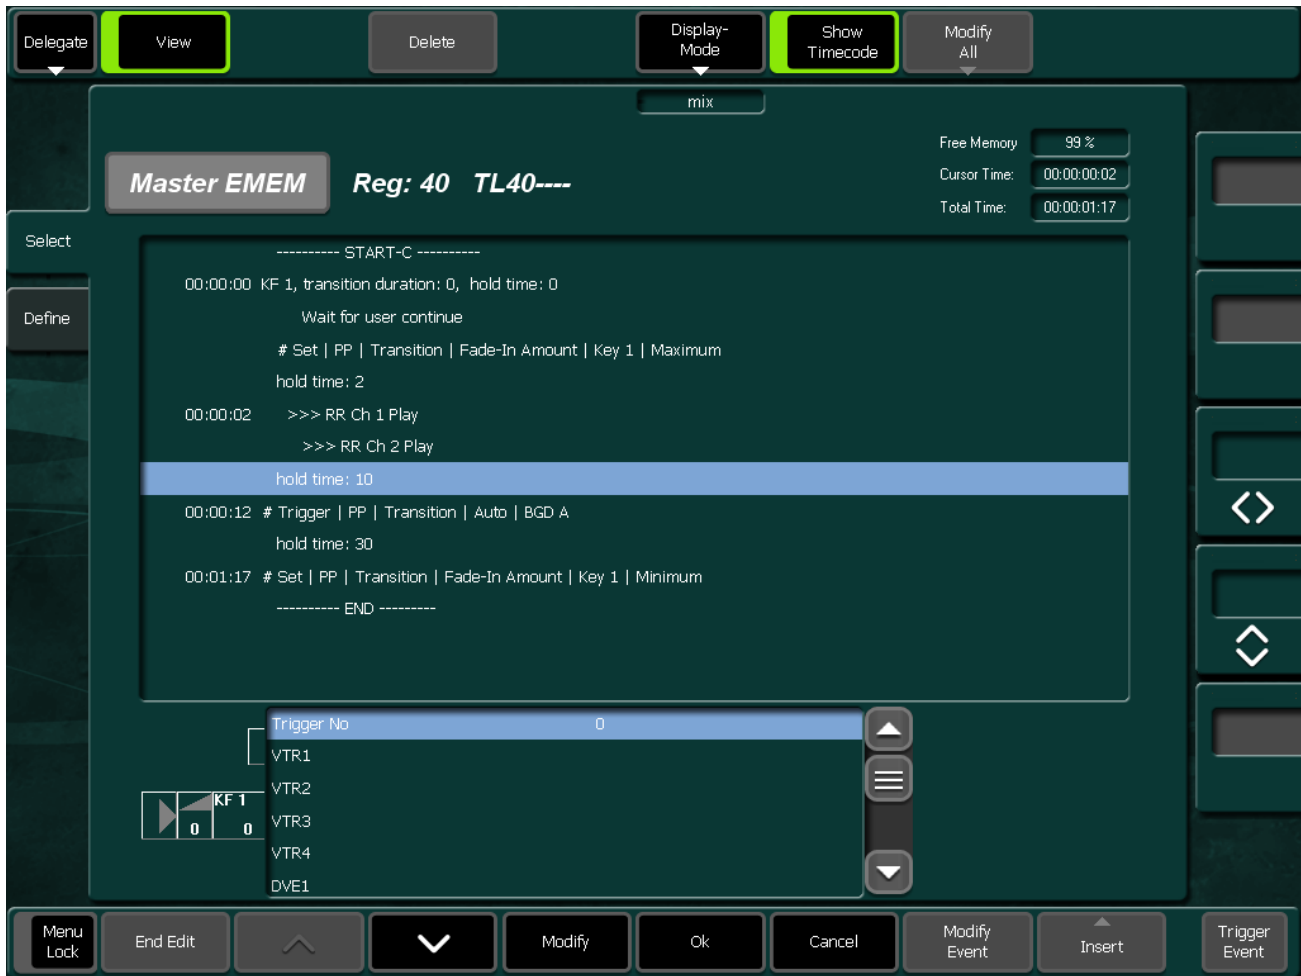 Delegate
View
Delete
Display-
Mode
Show
Timecode
Modify
All
mix
Free Memory 99 %
Master EMEM Reg: 40 TL40----
Cursor Time: 00:00:00:02
Total Time: 00:00:01:17
Select
Define
---------- START-C ----------
00:00:00 KF 1, transition duration: 0, hold time: 0
Wait for user continue
# Set | PP | Transition | Fade-In Amount | Key 1 | Maximum
hold time: 2
00:00:02 >>> RR Ch 1 Play
>>> RR Ch 2 Play
hold time: 10
00:00:12 # Trigger | PP | Transition | Auto | BGD A
hold time: 30
00:01:17 # Set | PP | Transition | Fade-In Amount | Key 1 | Minimum
---------- END ---------
Trigger No 0
VTR1
VTR2
VTR3
VTR4
DVE1
KF 1
0 0
Menu
Lock
End Edit
Modify
Ok
Cancel
Modify
Event
Insert
Trigger
Event